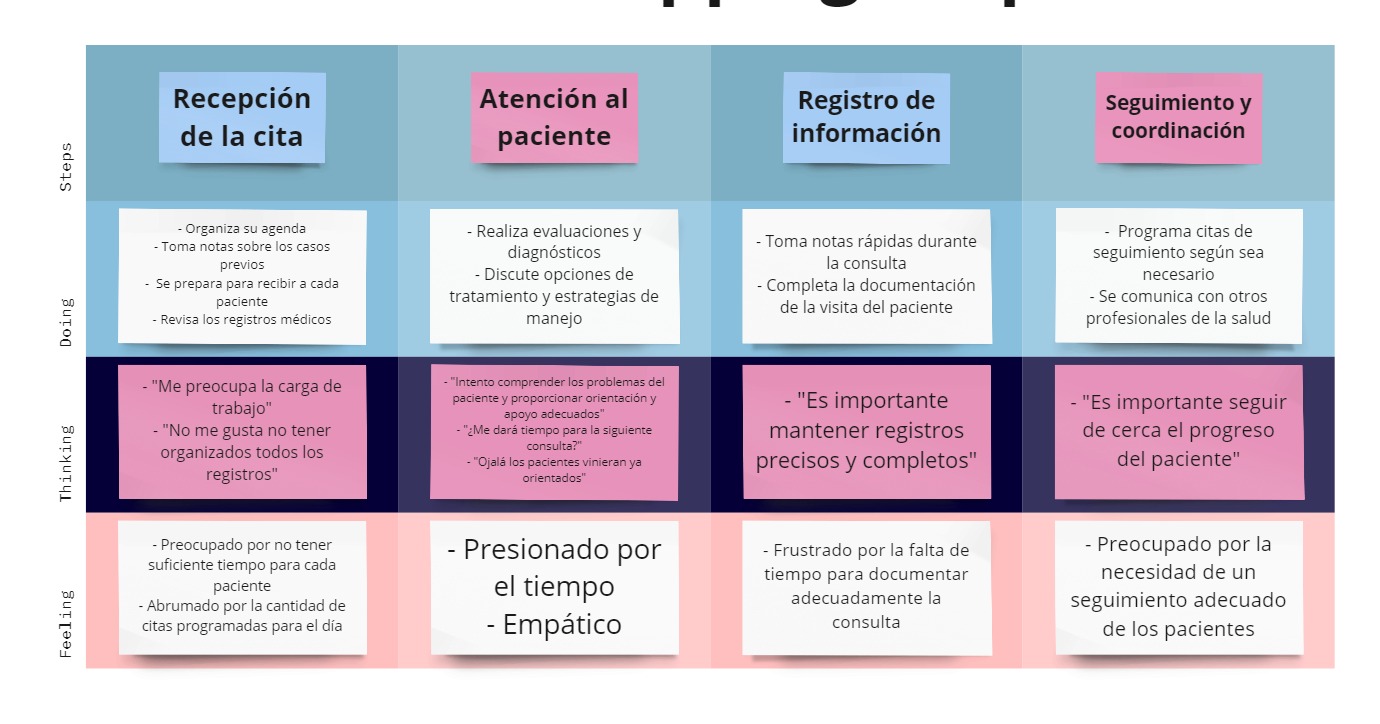 Steps
Recepción
de la cita
Atención al
paciente
Registro de
información
Seguimiento y
coordinación
Doing
- Organiza su agenda
- Toma notas sobre los casos
previos
- Se prepara para recibir a cada
paciente
- Revisa los registros médicos
- Realiza evaluaciones y
diagnósticos
- Discute opciones de
tratamiento y estrategias de
manejo
- Toma notas rápidas durante
la consulta
- Completa la documentación
de la visita del paciente
- Programa citas de
seguimiento según sea
necesario
- Se comunica con otros
profesionales de la salud
Thinking
- "Me preocupa la carga de
trabajo"
- "No me gusta no tener
organizados todos los
registros"
- "Intento comprender los problemas del
paciente y proporcionar orientación y
apoyo adecuados"
- "¿Me dará tiempo para la siguiente
consulta?"
- "Ojalá los pacientes vinieran ya
orientados"
- "Es importante
mantener registros
precisos y completos"
- "Es importante seguir
de cerca el progreso
del paciente"
Feeling
- Preocupado por no tener
suficiente tiempo para cada
paciente
- Abrumado por la cantidad de
citas programadas para el día
- Presionado por
el tiempo
- Empático
- Frustrado por la falta de
tiempo para documentar
adecuadamente la
consulta
- Preocupado por la
necesidad de un
seguimiento adecuado
de los pacientes